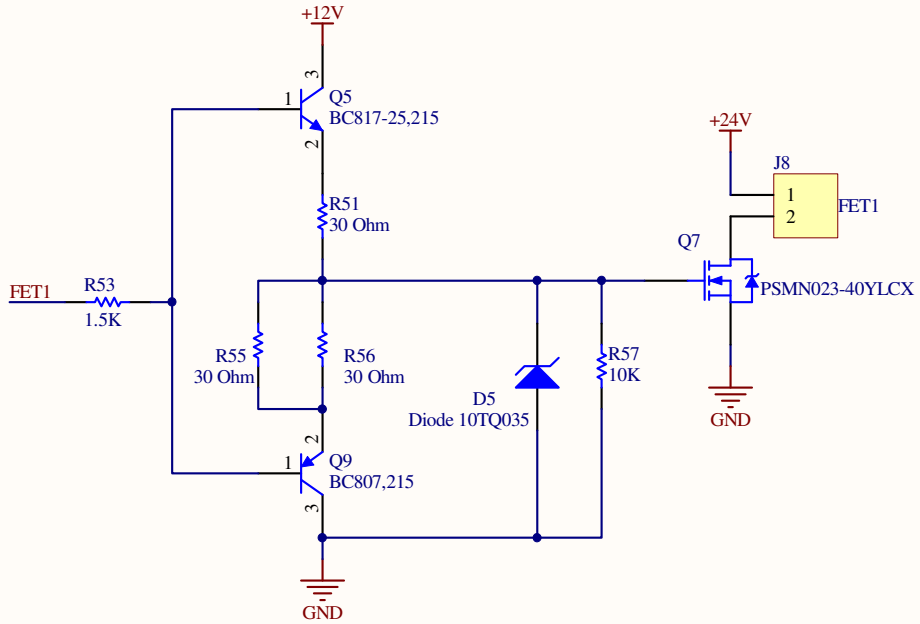 +12V
3
1
Q5
BC817-25,215
2
R51
30 Ohm
+24V
J8
1
2
FET1
Q7
PSMN023-40YLCX
FET1
R53
1.5K
R55
30 Ohm
R56
30 Ohm
D5
Diode 10TQ035
R57
10K
GND
2
1
Q9
BC807,215
3
GND